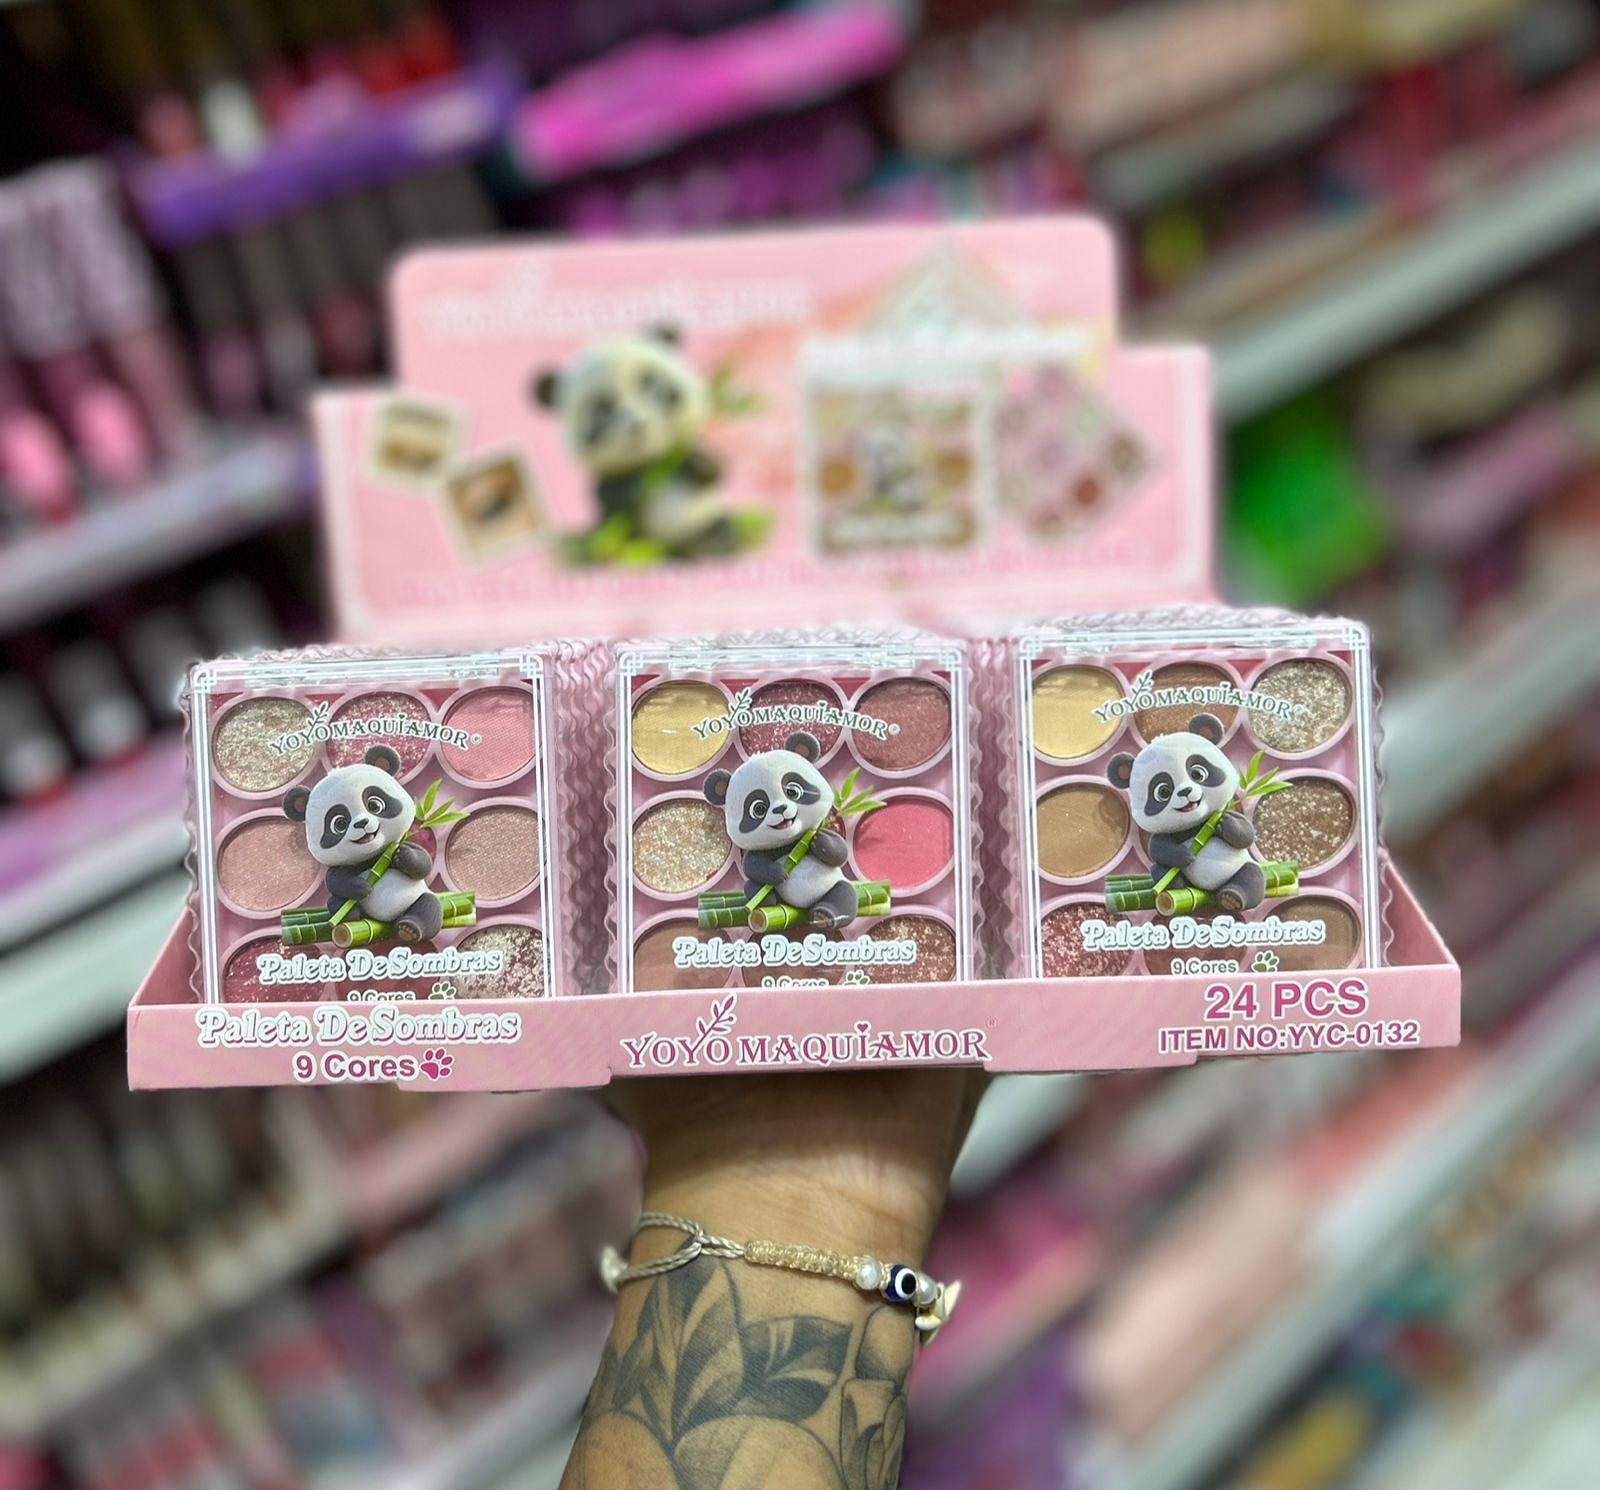 YOYO MAQUIAMOR®
Paleta De Sombras
9 Cores
YOYO MAQUIAMOR®
Paleta De Sombras
9 Cores
YOYO MAQUIAMOR®
Paleta De Sombras
9 Cores
Paleta De Sombras
9 Cores
YOYO MAQUIAMOR®
24 PCS
ITEM NO:YYC-0132